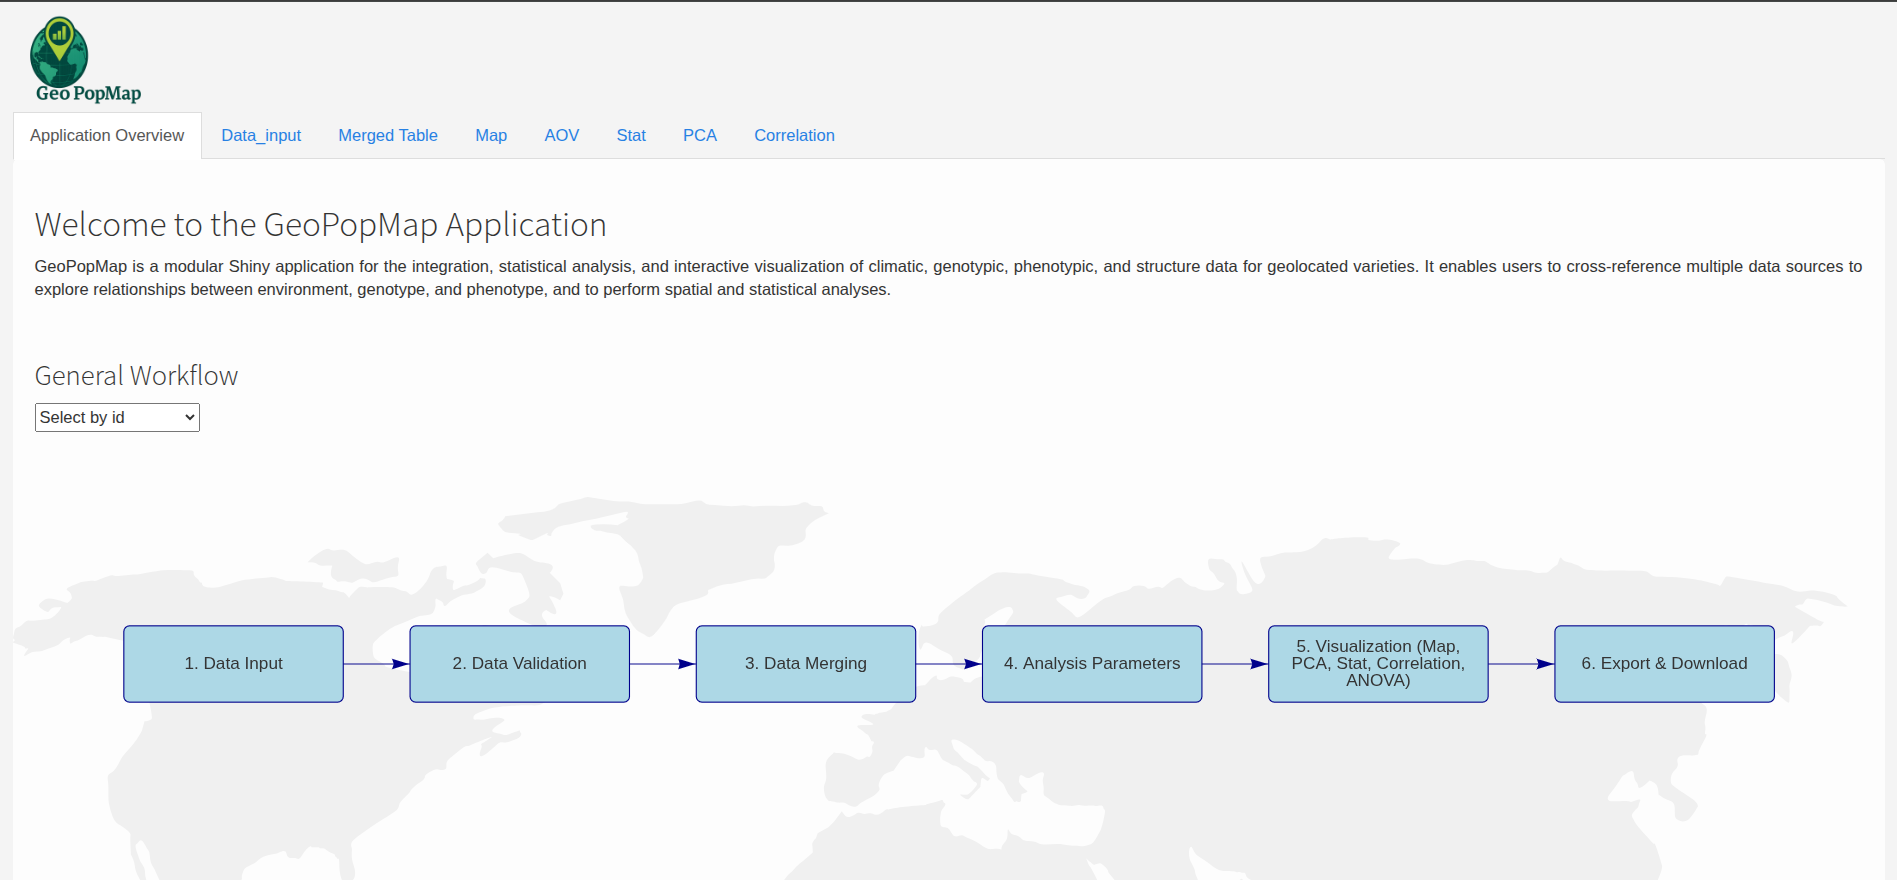 Geo PopMap
Application Overview Data_input Merged Table Map AOV Stat PCA Correlation
Welcome to the GeoPopMap Application
GeoPopMap is a modular Shiny application for the integration, statistical analysis, and interactive visualization of climatic, genotypic, phenotypic, and structure data for geolocated varieties. It enables users to cross-reference multiple data sources to
explore relationships between environment, genotype, and phenotype, and to perform spatial and statistical analyses.
General Workflow
Select by id
1. Data Input
2. Data Validation
3. Data Merging
4. Analysis Parameters
5. Visualization (Map,
PCA, Stat, Correlation,
ANOVA)
6. Export & Download